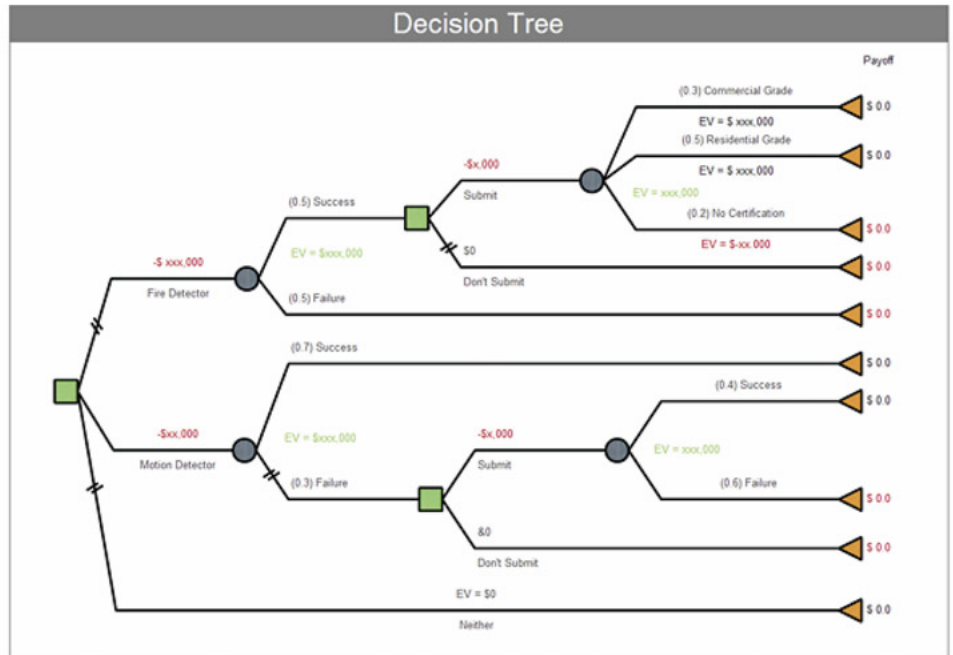 Decision Tree
Payoff
(0.3) Commercial Grade
$ 0.0
EV = $ xxx,000
(0.5) Residential Grade
$ 0.0
-$x,000
EV = $ xxx,000
Submit
EV = xxx,000
(0.5) Success
(0.2) No Certification
$ 0.0
EV = $-xx.000
$0
EV = $xxx,000
-$ xxx,000
$ 0.0
Don't Submit
Fire Detector
(0.5) Failure
$ 0.0
(0.7) Success
$ 0.0
(0.4) Success
$ 0.0
-$xx,000
EV = $xxx,000
-$x,000
EV = xxx,000
Motion Detector
Submit
(0.3) Failure
(0.6) Failure
$ 0.0
&0
$ 0.0
Don't Submit
EV = $0
$ 0.0
Neither